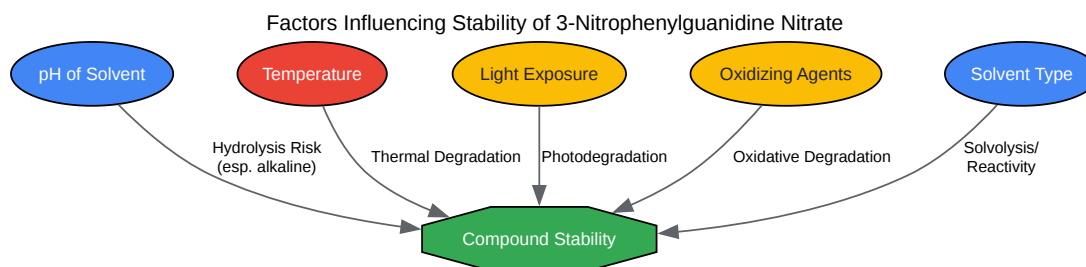 Factors Influencing Stability of 3-Nitrophenylguanidine Nitrate
pH of Solvent
Temperature
Light Exposure
Oxidizing Agents
Solvent Type
Hydrolysis Risk
(esp. alkaline)
Thermal Degradation
Photodegradation
Oxidative Degradation
Solvolysis/
Reactivity
Compound Stability